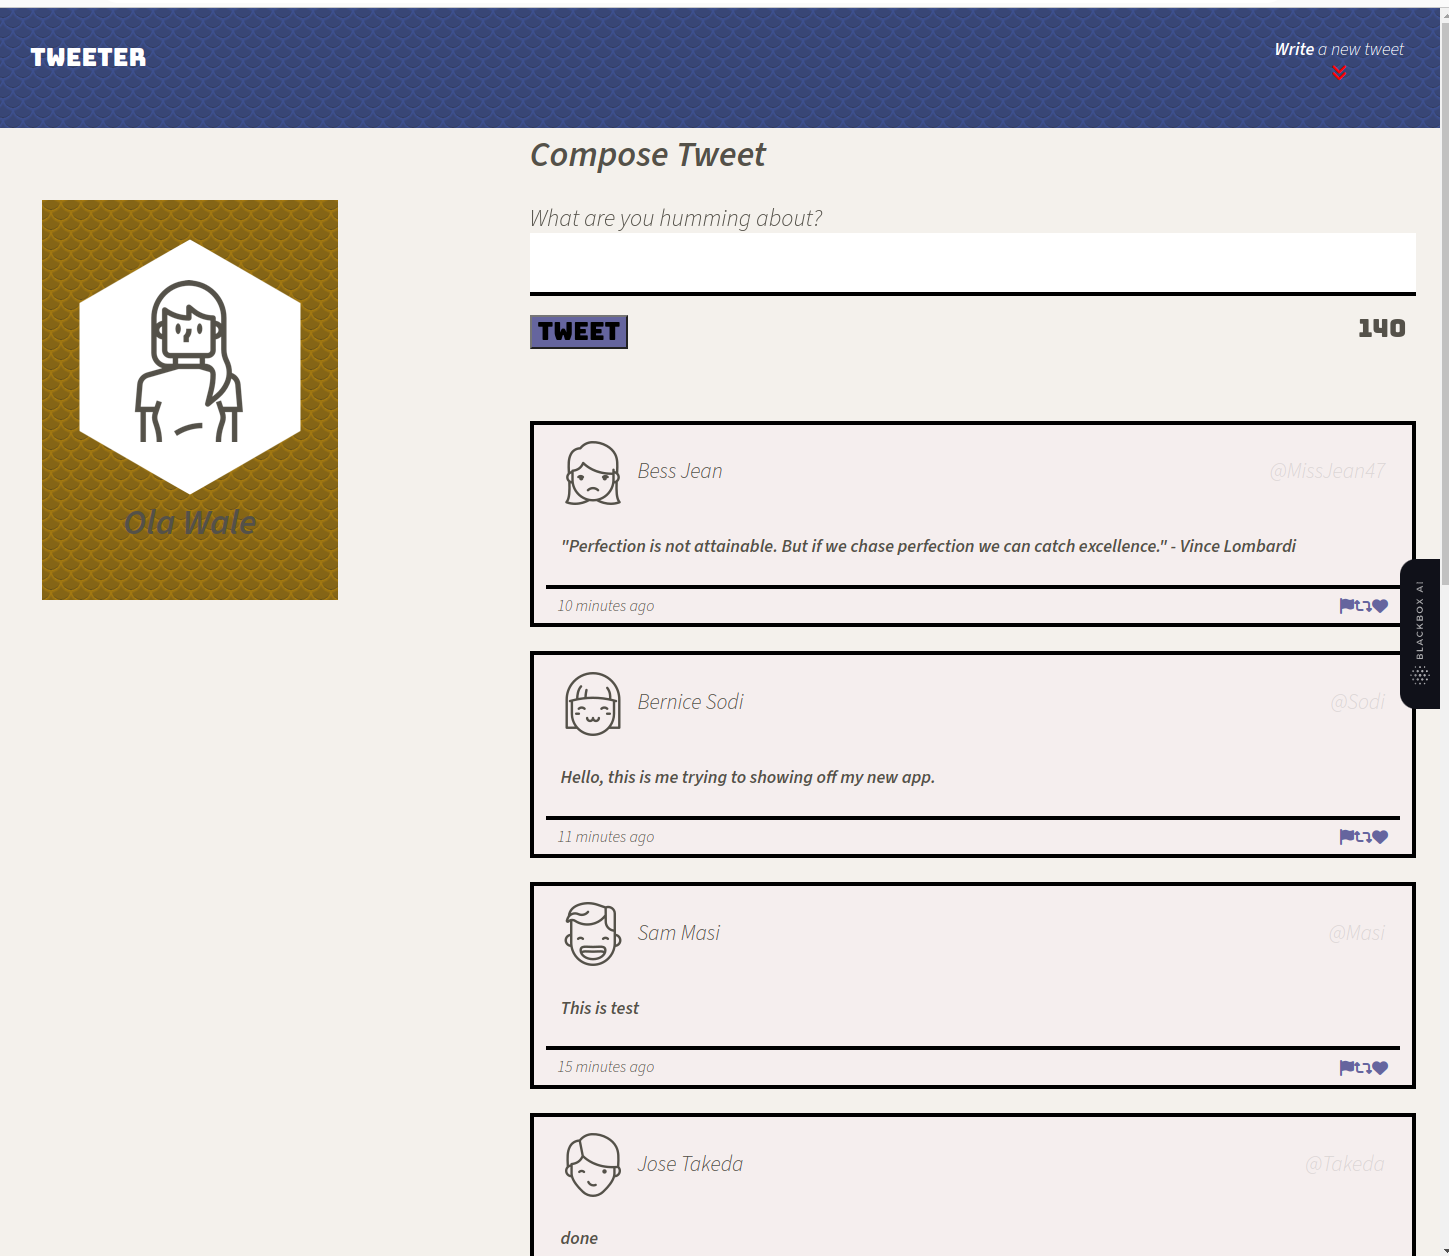 TWEETER
Write a new tweet
Compose Tweet
What are you humming about?
TWEET
140
Ola Wale
Bess Jean
@MissJean47
"Perfection is not attainable. But if we chase perfection we can catch excellence." - Vince Lombardi
10 minutes ago
BLACKBOX AI
Bernice Sodi
@Sodi
Hello, this is me trying to showing off my new app.
11 minutes ago
Sam Masi
@Masi
This is test
15 minutes ago
Jose Takeda
@Takeda
done